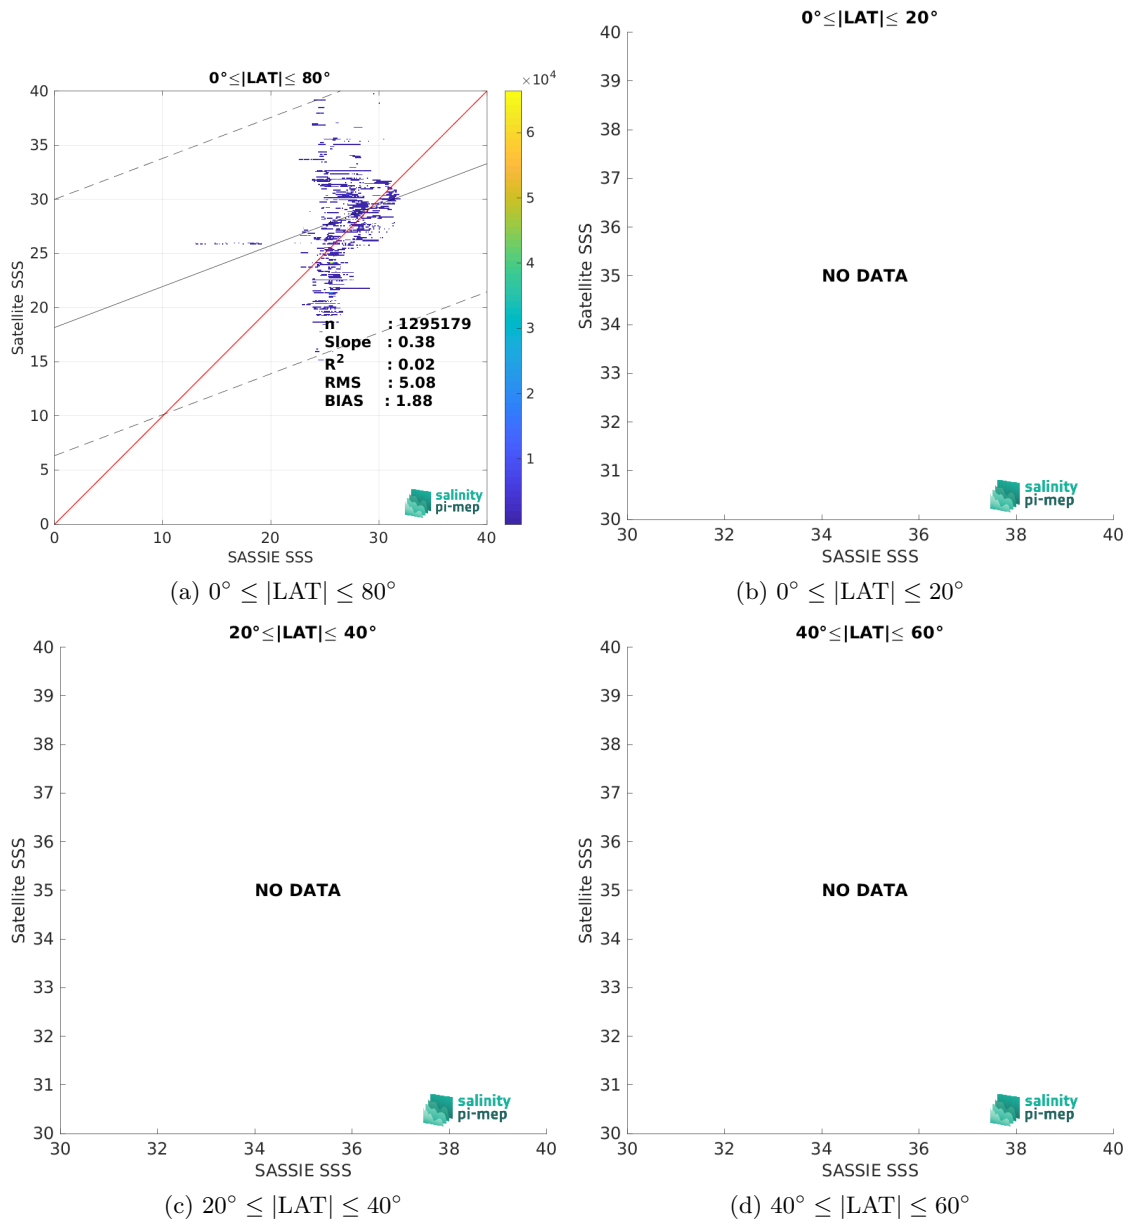 0°≤|LAT|≤ 80°
×10⁴
40
35
30
25
20
15
10
5
0
Satellite SSS
6
5
4
3
2
1
n : 1295179
Slope : 0.38
R² : 0.02
RMS : 5.08
BIAS : 1.88
salinity
pi-mep
0 10 20 30 40
SASSIE SSS
(a) 0° ≤ |LAT| ≤ 80°
0°≤|LAT|≤ 20°
40
39
38
37
36
35
34
33
32
31
30
Satellite SSS
NO DATA
salinity
pi-mep
30 32 34 36 38 40
SASSIE SSS
(b) 0° ≤ |LAT| ≤ 20°
20°≤|LAT|≤ 40°
40
39
38
37
36
35
34
33
32
31
30
Satellite SSS
NO DATA
salinity
pi-mep
30 32 34 36 38 40
SASSIE SSS
(c) 20° ≤ |LAT| ≤ 40°
40°≤|LAT|≤ 60°
40
39
38
37
36
35
34
33
32
31
30
Satellite SSS
NO DATA
salinity
pi-mep
30 32 34 36 38 40
SASSIE SSS
(d) 40° ≤ |LAT| ≤ 60°